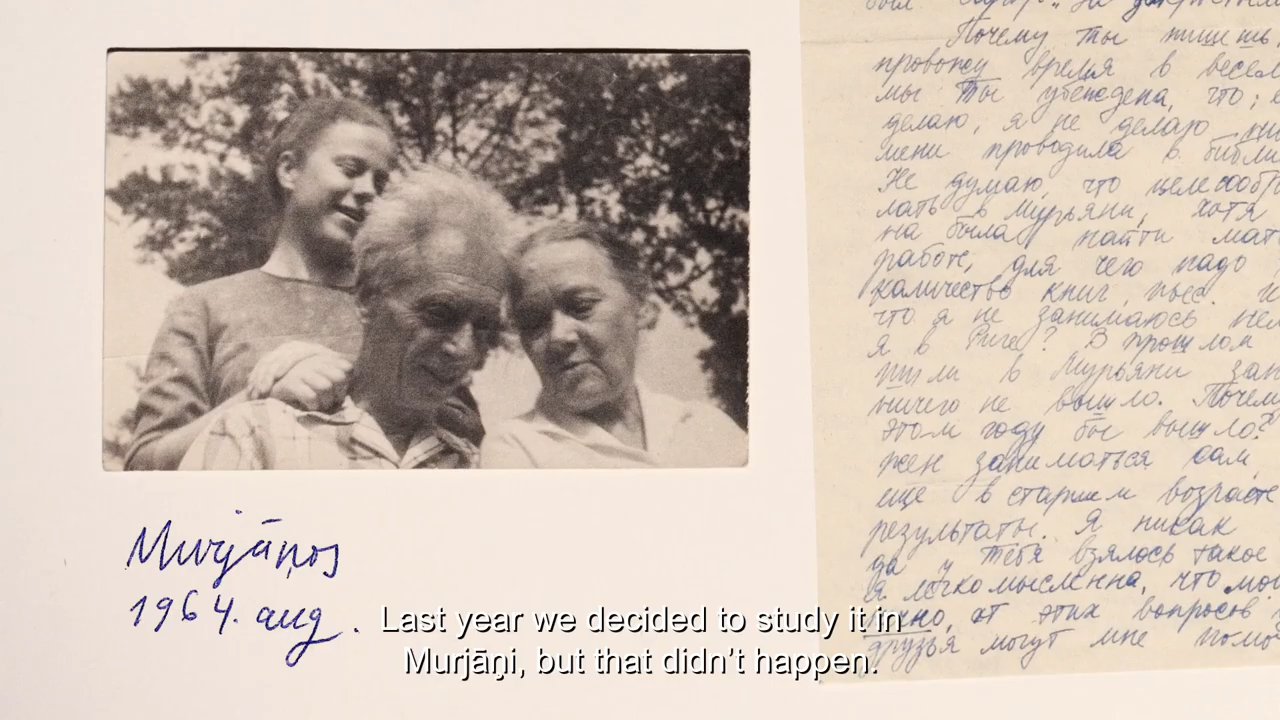 Murjāņos
1964. aug.
Почему ты пишешь
провожу время в весел
мы ты убеждена, что;
делаю, я не делаю
мени проводила в библи
Не думаю, что целесообр
лать в Мурьяни, хотя
на была найти мат
работе, для чего надо
количество книг, пьес. И
что я не занимаюсь
я в Риге? В прошлом
шли в Мурьяни зан
ничего не вышло. Почем
этом году бы вышло?
жен заниматься сам,
еще в старшем возрасте
результаты. Я никак
да у тебя взялось такое
я легкомысленна, что мо
от этих вопросов
друзья могут мне помо
Last year we decided to study it in
Murjāņi, but that didn't happen.